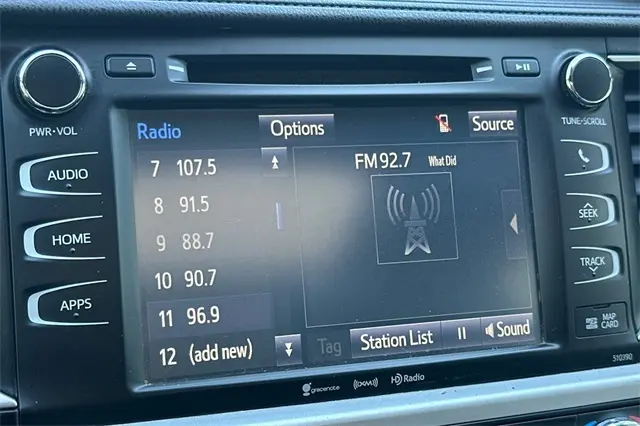 PWR•VOL
AUDIO
HOME
APPS
Radio
Options
Source
7 107.5
8 91.5
9 88.7
10 90.7
11 96.9
12 (add new)
FM 92.7
What Did
Tag
Station List
Sound
TUNE•SCROLL
SEEK
TRACK
MAP
CARD
510390
gracenote
((XM))
HD Radio